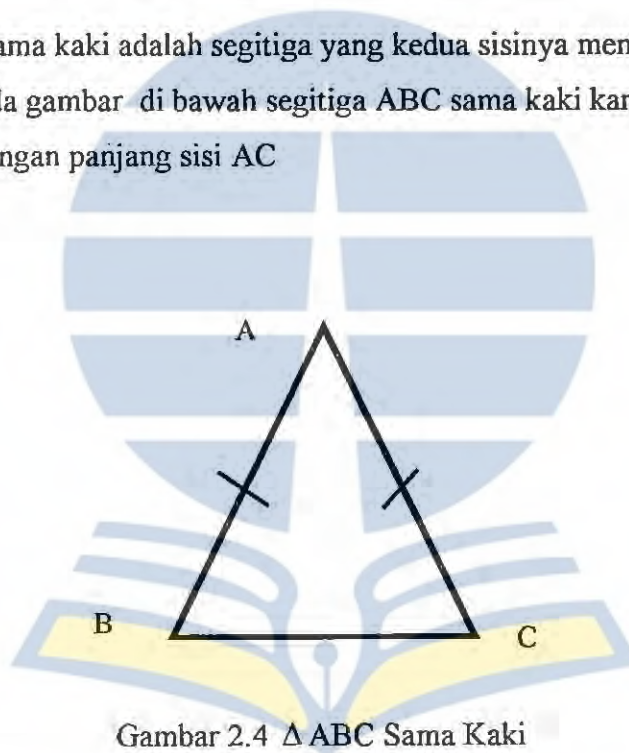 ama kaki adalah segitiga yang kedua sisinya men
la gambar di bawah segitiga ABC sama kaki kar
ngan panjang sisi AC
A
B
C
Gambar 2.4 Δ ABC Sama Kaki